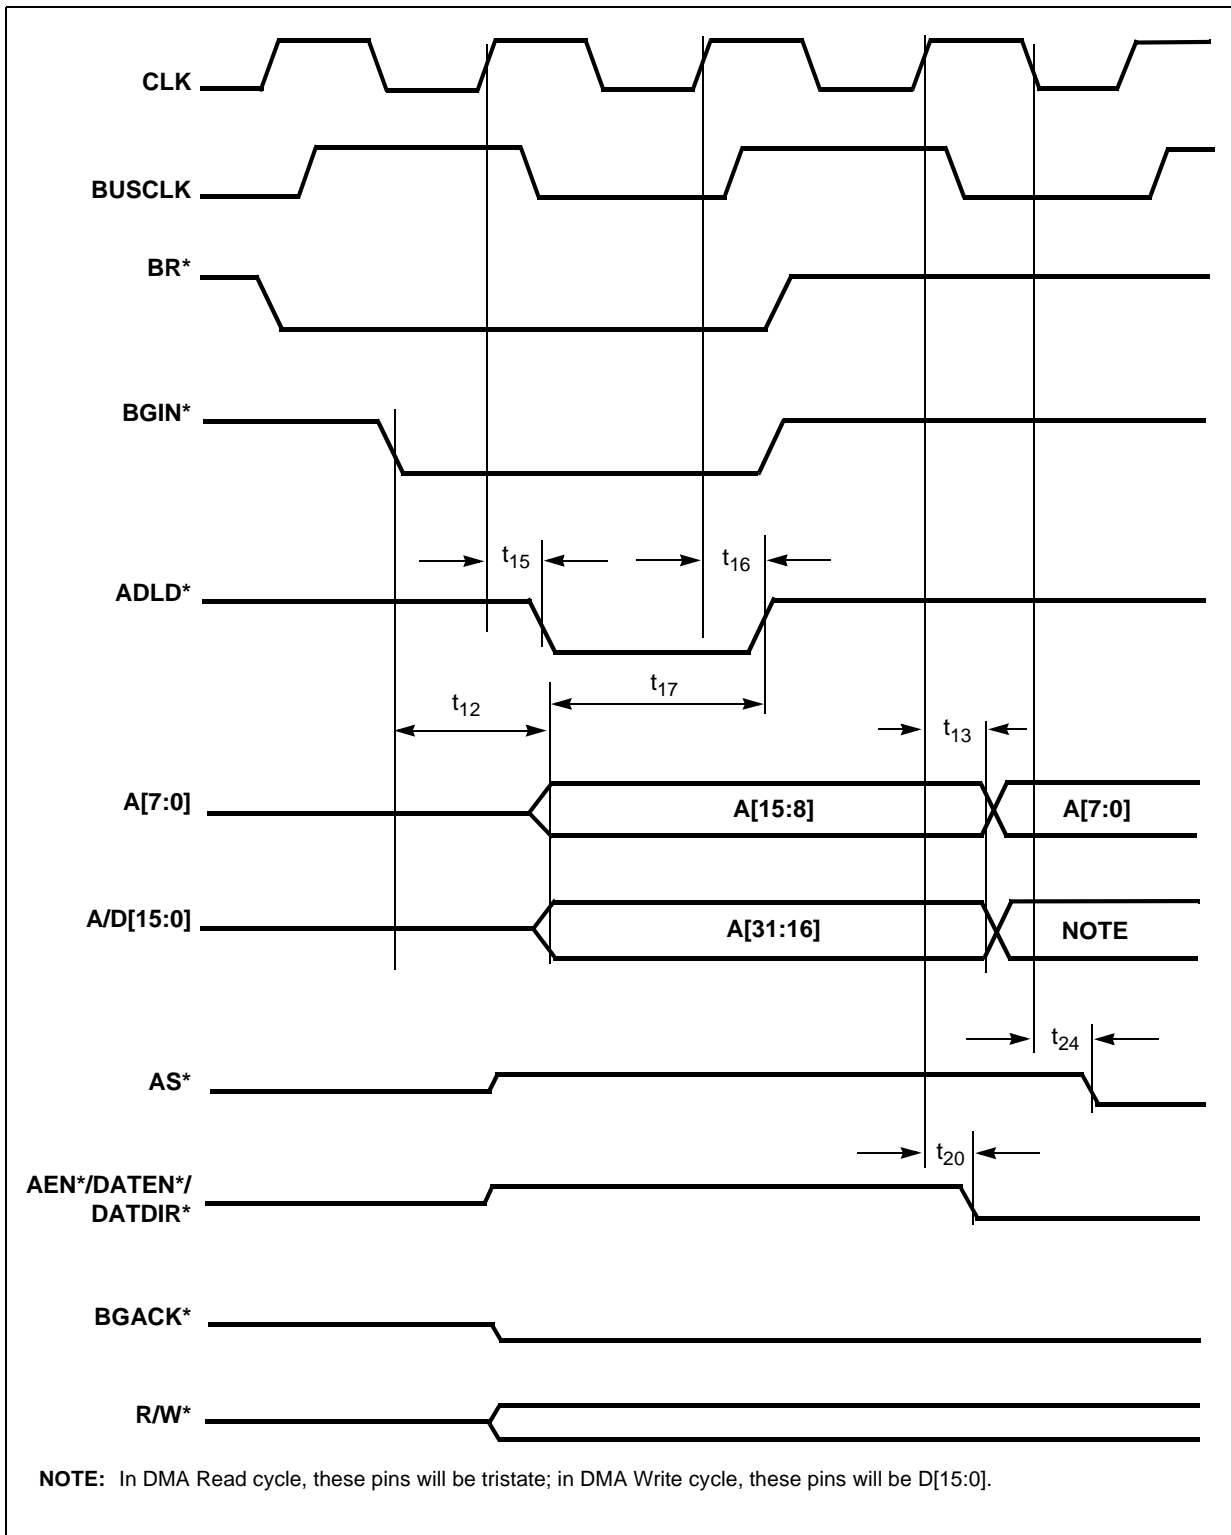 CLK
BUSCLK
BR*
BGIN*
t15
t16
ADLD*
t17
t12
t13
A[7:0]
A[15:8]
A[7:0]
A/D[15:0]
A[31:16]
NOTE
t24
AS*
t20
AEN*/DATEN*/
DATDIR*
BGACK*
R/W*
NOTE: In DMA Read cycle, these pins will be tristate; in DMA Write cycle, these pins will be D[15:0].